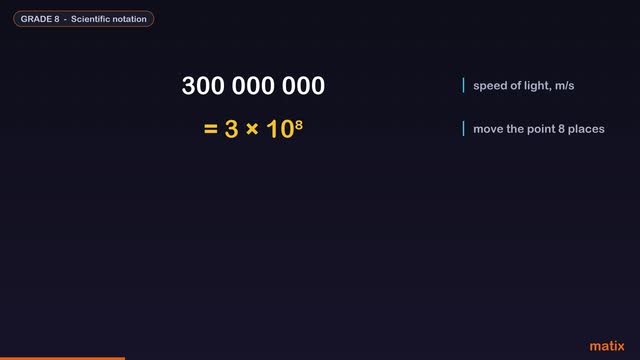 GRADE 8 - Scientific notation
300 000 000
speed of light, m/s
= 3 × 10⁸
move the point 8 places
matix